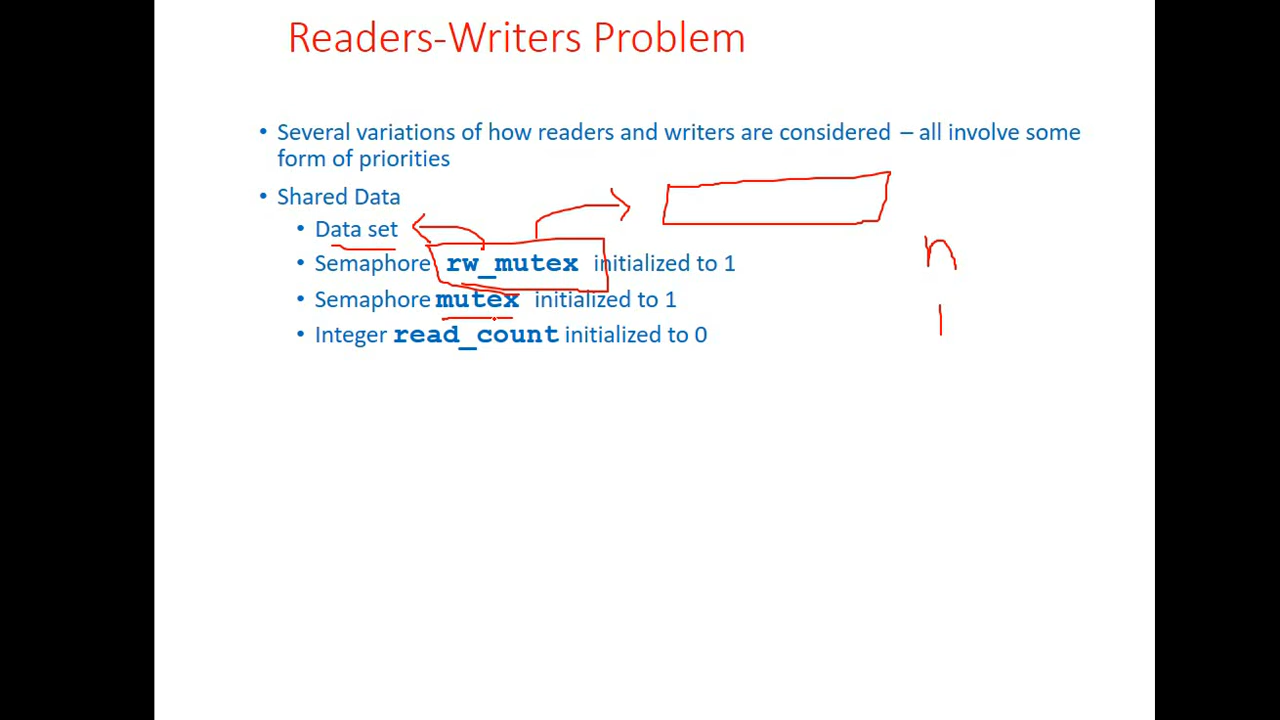 Readers-Writers Problem
• Several variations of how readers and writers are considered – all involve some
form of priorities
• Shared Data
• Data set
• Semaphore rw_mutex initialized to 1
n
• Semaphore mutex initialized to 1
1
• Integer read_count initialized to 0